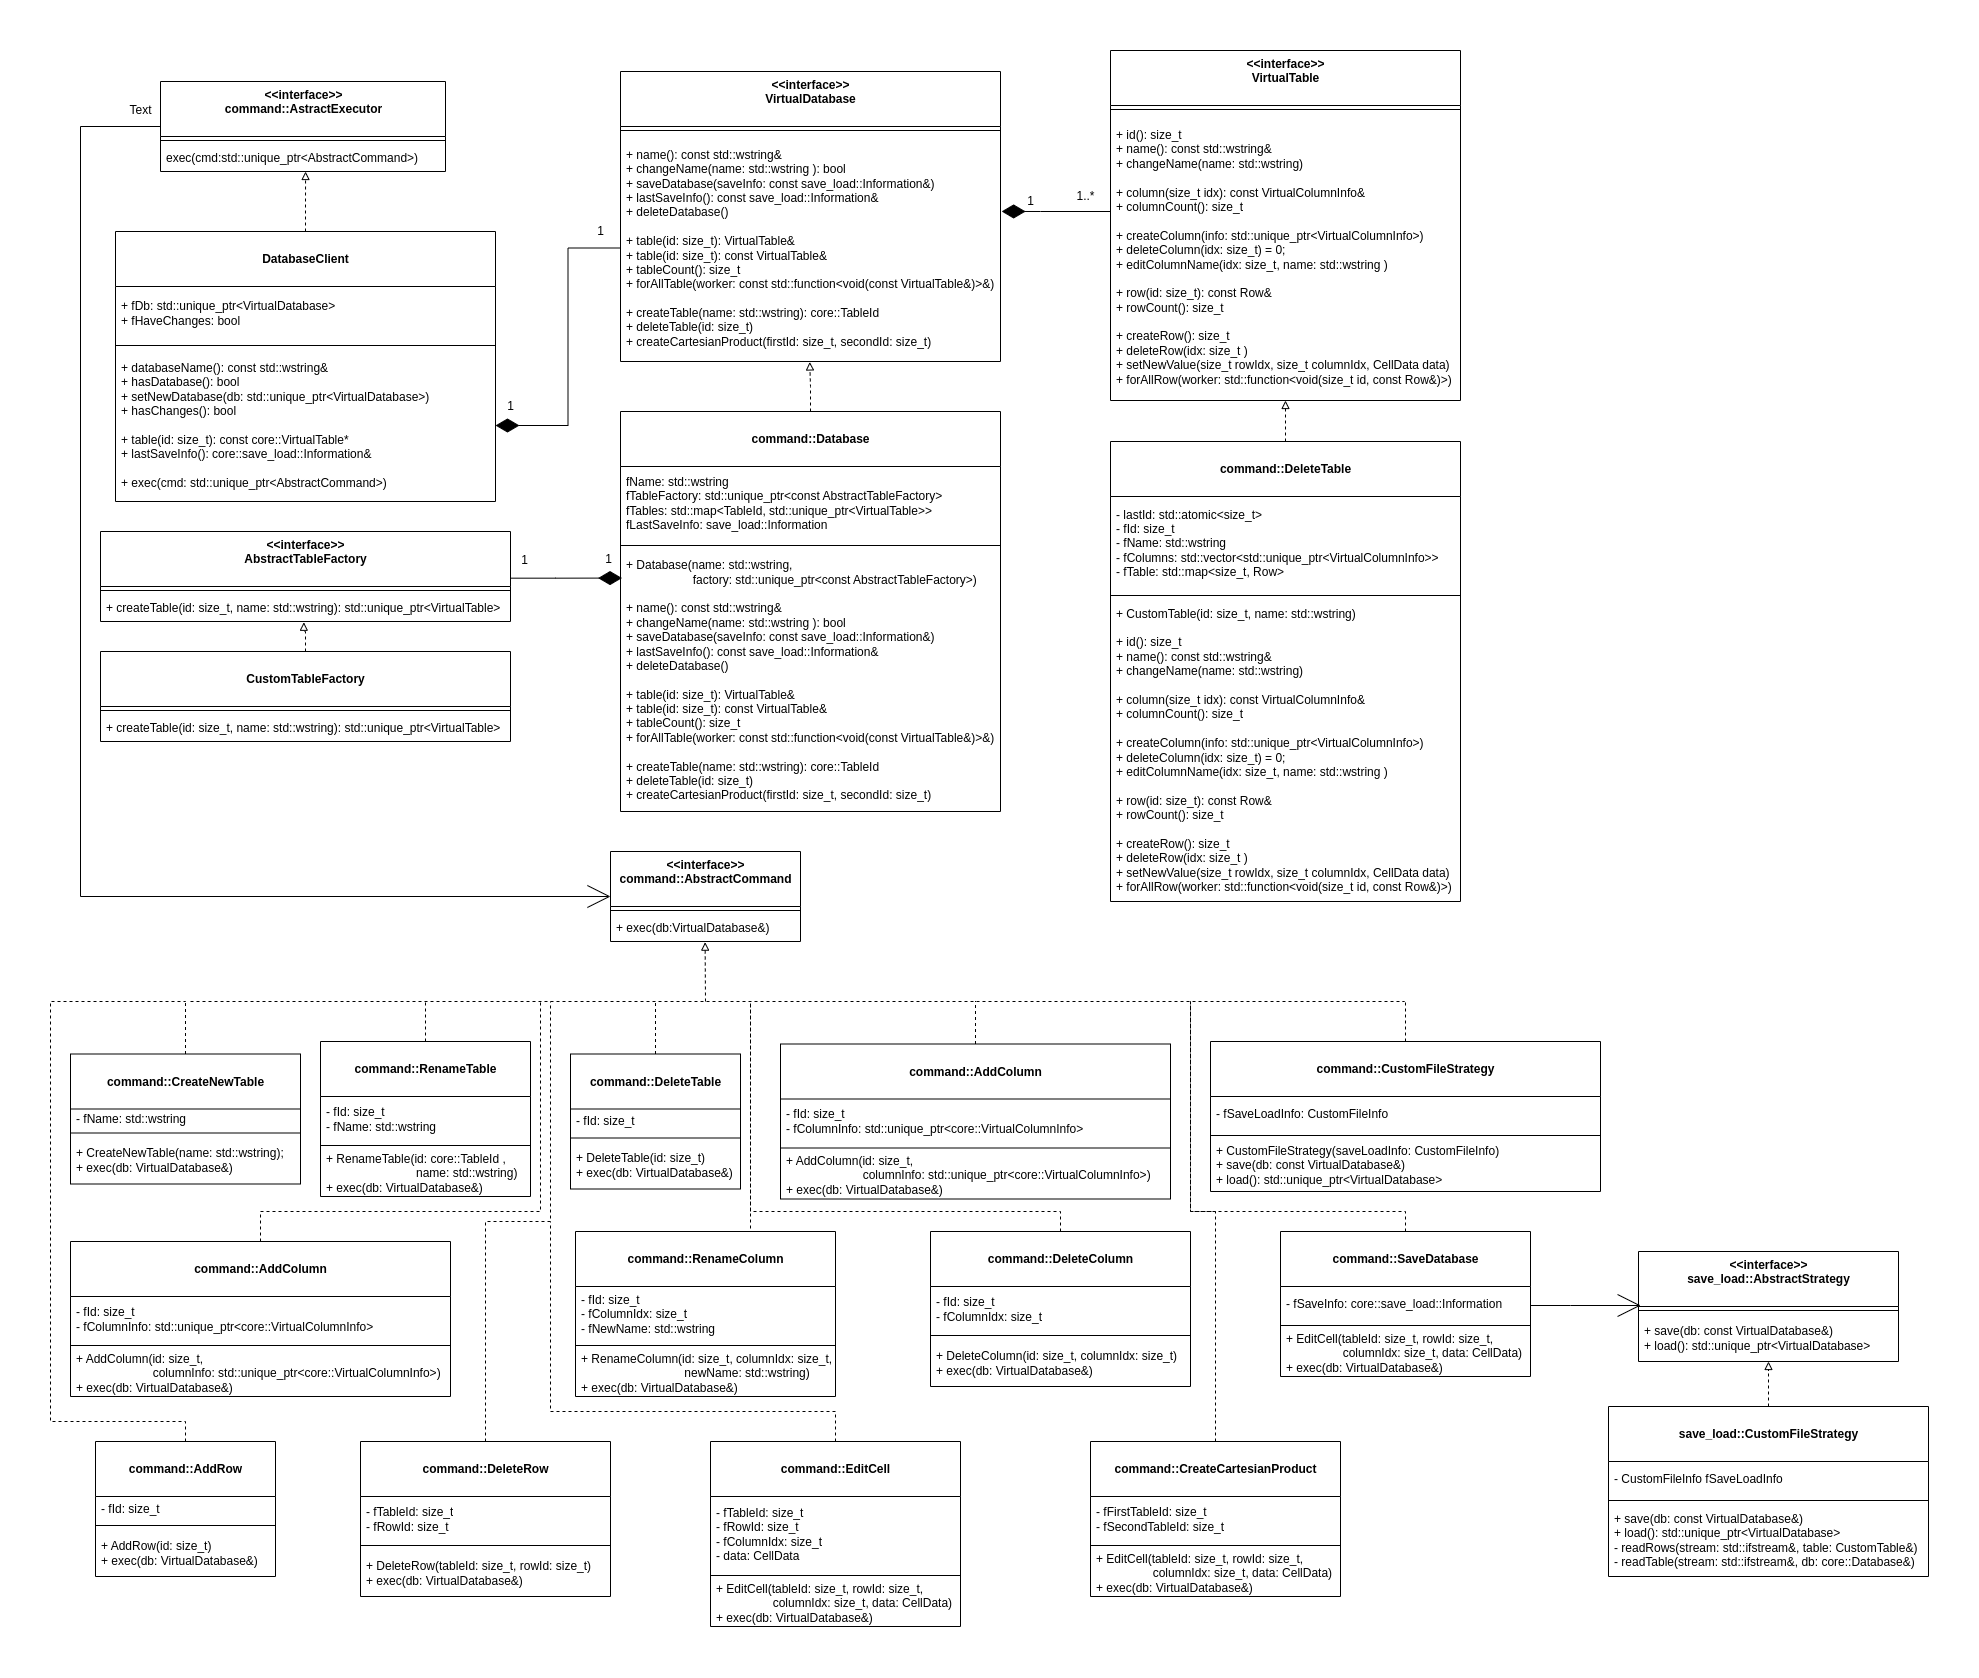 Text
<<interface>>
command::AstractExecutor
exec(cmd:std::unique_ptr<AbstractCommand>)
DatabaseClient
+ fDb: std::unique_ptr<VirtualDatabase>
+ fHaveChanges: bool
+ databaseName(): const std::wstring&
+ hasDatabase(): bool
+ setNewDatabase(db: std::unique_ptr<VirtualDatabase>)
+ hasChanges(): bool
+ table(id: size_t): const core::VirtualTable*
+ lastSaveInfo(): core::save_load::Information&
+ exec(cmd: std::unique_ptr<AbstractCommand>)
1
1
<<interface>>
AbstractTableFactory
+ createTable(id: size_t, name: std::wstring): std::unique_ptr<VirtualTable>
1
1
CustomTableFactory
+ createTable(id: size_t, name: std::wstring): std::unique_ptr<VirtualTable>
<<interface>>
VirtualDatabase
+ name(): const std::wstring&
+ changeName(name: std::wstring ): bool
+ saveDatabase(saveInfo: const save_load::Information&)
+ lastSaveInfo(): const save_load::Information&
+ deleteDatabase()
+ table(id: size_t): VirtualTable&
+ table(id: size_t): const VirtualTable&
+ tableCount(): size_t
+ forAllTable(worker: const std::function<void(const VirtualTable&)>&)
+ createTable(name: std::wstring): core::TableId
+ deleteTable(id: size_t)
+ createCartesianProduct(firstId: size_t, secondId: size_t)
1
1..*
command::Database
fName: std::wstring
fTableFactory: std::unique_ptr<const AbstractTableFactory>
fTables: std::map<TableId, std::unique_ptr<VirtualTable>>
fLastSaveInfo: save_load::Information
+ Database(name: std::wstring,
factory: std::unique_ptr<const AbstractTableFactory>)
+ name(): const std::wstring&
+ changeName(name: std::wstring ): bool
+ saveDatabase(saveInfo: const save_load::Information&)
+ lastSaveInfo(): const save_load::Information&
+ deleteDatabase()
+ table(id: size_t): VirtualTable&
+ table(id: size_t): const VirtualTable&
+ tableCount(): size_t
+ forAllTable(worker: const std::function<void(const VirtualTable&)>&)
+ createTable(name: std::wstring): core::TableId
+ deleteTable(id: size_t)
+ createCartesianProduct(firstId: size_t, secondId: size_t)
<<interface>>
VirtualTable
+ id(): size_t
+ name(): const std::wstring&
+ changeName(name: std::wstring)
+ column(size_t idx): const VirtualColumnInfo&
+ columnCount(): size_t
+ createColumn(info: std::unique_ptr<VirtualColumnInfo>)
+ deleteColumn(idx: size_t) = 0;
+ editColumnName(idx: size_t, name: std::wstring )
+ row(id: size_t): const Row&
+ rowCount(): size_t
+ createRow(): size_t
+ deleteRow(idx: size_t )
+ setNewValue(size_t rowIdx, size_t columnIdx, CellData data)
+ forAllRow(worker: std::function<void(size_t id, const Row&)>)
command::DeleteTable
- lastId: std::atomic<size_t>
- fId: size_t
- fName: std::wstring
- fColumns: std::vector<std::unique_ptr<VirtualColumnInfo>>
- fTable: std::map<size_t, Row>
+ CustomTable(id: size_t, name: std::wstring)
+ id(): size_t
+ name(): const std::wstring&
+ changeName(name: std::wstring)
+ column(size_t idx): const VirtualColumnInfo&
+ columnCount(): size_t
+ createColumn(info: std::unique_ptr<VirtualColumnInfo>)
+ deleteColumn(idx: size_t) = 0;
+ editColumnName(idx: size_t, name: std::wstring )
+ row(id: size_t): const Row&
+ rowCount(): size_t
+ createRow(): size_t
+ deleteRow(idx: size_t )
+ setNewValue(size_t rowIdx, size_t columnIdx, CellData data)
+ forAllRow(worker: std::function<void(size_t id, const Row&)>)
<<interface>>
command::AbstractCommand
+ exec(db:VirtualDatabase&)
command::CreateNewTable
- fName: std::wstring
+ CreateNewTable(name: std::wstring);
+ exec(db: VirtualDatabase&)
command::RenameTable
- fId: size_t
- fName: std::wstring
+ RenameTable(id: core::TableId ,
name: std::wstring)
+ exec(db: VirtualDatabase&)
command::DeleteTable
- fId: size_t
+ DeleteTable(id: size_t)
+ exec(db: VirtualDatabase&)
command::AddColumn
- fId: size_t
- fColumnInfo: std::unique_ptr<core::VirtualColumnInfo>
+ AddColumn(id: size_t,
columnInfo: std::unique_ptr<core::VirtualColumnInfo>)
+ exec(db: VirtualDatabase&)
command::CustomFileStrategy
- fSaveLoadInfo: CustomFileInfo
+ CustomFileStrategy(saveLoadInfo: CustomFileInfo)
+ save(db: const VirtualDatabase&)
+ load(): std::unique_ptr<VirtualDatabase>
command::AddColumn
- fId: size_t
- fColumnInfo: std::unique_ptr<core::VirtualColumnInfo>
+ AddColumn(id: size_t,
columnInfo: std::unique_ptr<core::VirtualColumnInfo>)
+ exec(db: VirtualDatabase&)
command::RenameColumn
- fId: size_t
- fColumnIdx: size_t
- fNewName: std::wstring
+ RenameColumn(id: size_t, columnIdx: size_t,
newName: std::wstring)
+ exec(db: VirtualDatabase&)
command::DeleteColumn
- fId: size_t
- fColumnIdx: size_t
+ DeleteColumn(id: size_t, columnIdx: size_t)
+ exec(db: VirtualDatabase&)
command::SaveDatabase
- fSaveInfo: core::save_load::Information
+ EditCell(tableId: size_t, rowId: size_t,
columnIdx: size_t, data: CellData)
+ exec(db: VirtualDatabase&)
<<interface>>
save_load::AbstractStrategy
+ save(db: const VirtualDatabase&)
+ load(): std::unique_ptr<VirtualDatabase>
command::AddRow
- fId: size_t
+ AddRow(id: size_t)
+ exec(db: VirtualDatabase&)
command::DeleteRow
- fTableId: size_t
- fRowId: size_t
+ DeleteRow(tableId: size_t, rowId: size_t)
+ exec(db: VirtualDatabase&)
command::EditCell
- fTableId: size_t
- fRowId: size_t
- fColumnIdx: size_t
- data: CellData
+ EditCell(tableId: size_t, rowId: size_t,
columnIdx: size_t, data: CellData)
+ exec(db: VirtualDatabase&)
command::CreateCartesianProduct
- fFirstTableId: size_t
- fSecondTableId: size_t
+ EditCell(tableId: size_t, rowId: size_t,
columnIdx: size_t, data: CellData)
+ exec(db: VirtualDatabase&)
save_load::CustomFileStrategy
- CustomFileInfo fSaveLoadInfo
+ save(db: const VirtualDatabase&)
+ load(): std::unique_ptr<VirtualDatabase>
- readRows(stream: std::ifstream&, table: CustomTable&)
- readTable(stream: std::ifstream&, db: core::Database&)